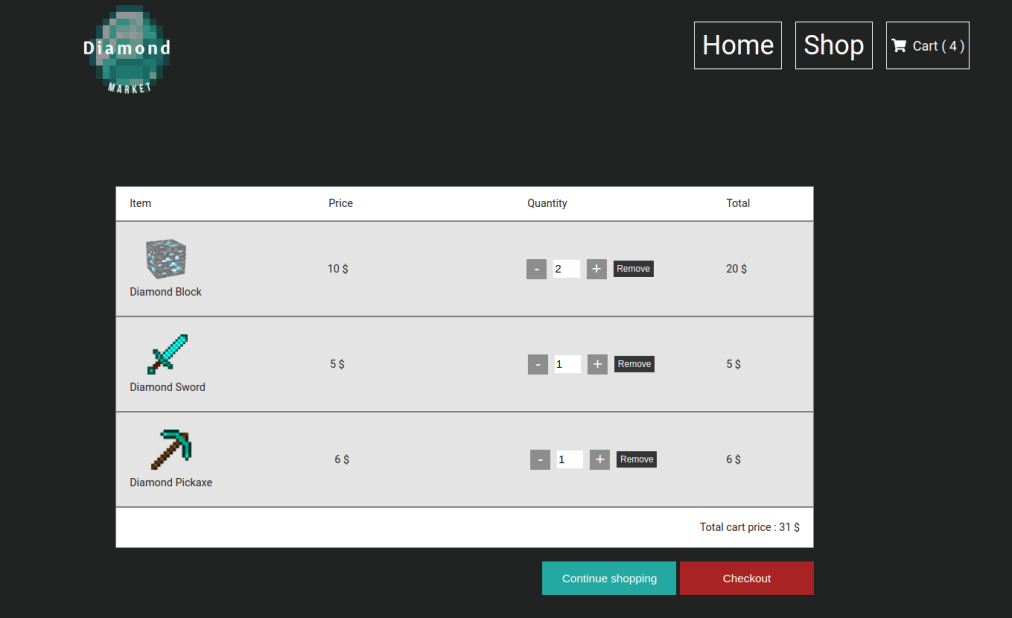 Diamond
MARKET
Home
Shop
Cart ( 4 )
Item Price Quantity Total
10 $ - 2 + Remove 20 $
Diamond Block
5 $ - 1 + Remove 5 $
Diamond Sword
6 $ - 1 + Remove 6 $
Diamond Pickaxe
Total cart price : 31 $
Continue shopping
Checkout